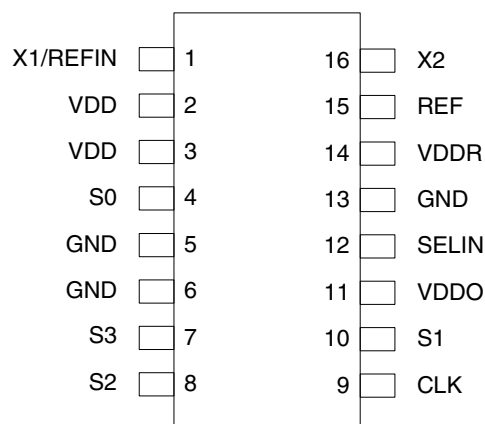 X1/REFIN 1 16 X2
VDD 2 15 REF
VDD 3 14 VDDR
S0 4 13 GND
GND 5 12 SELIN
GND 6 11 VDDO
S3 7 10 S1
S2 8 9 CLK